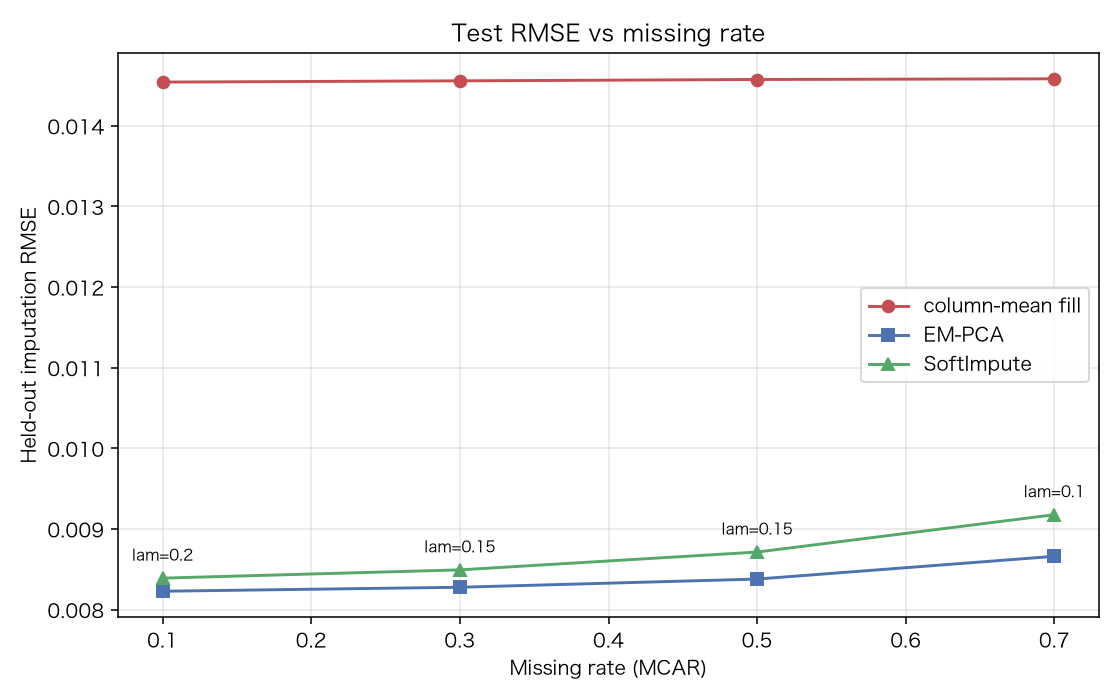 Test RMSE vs missing rate
Held-out imputation RMSE
0.014
0.013
0.012
0.011
0.010
0.009
0.008
column-mean fill
EM-PCA
SoftImpute
lam=0.2
lam=0.15
lam=0.15
lam=0.1
0.1 0.2 0.3 0.4 0.5 0.6 0.7
Missing rate (MCAR)